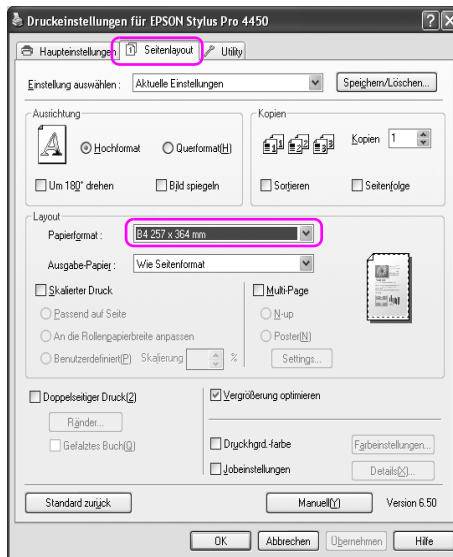 Druckeinstellungen für EPSON Stylus Pro 4450
Haupteinstellungen Seitenlayout Utility
Einstellung auswählen : Aktuelle Einstellungen Speichern/Löschen...
Ausrichtung
Hochformat Querformat(H)
Um 180° drehen Bild spiegeln
Kopien
Kopien 1
Sortieren Seitenfolge
Layout
Papierformat : B4 257 x 364 mm
Ausgabe-Papier : Wie Seitenformat
Skalierter Druck
Passend auf Seite
An die Rollenpapierbreite anpassen
Benutzerdefiniert(P) Skalierung %
Multi-Page
N-up
Poster(N)
Settings...
Doppelseitiger Druck(2)
Ränder...
Gefalztes Buch(Q)
Vergrößerung optimieren
Druckhgrd.-farbe Farbeinstellungen...
Jobeinstellungen Details(X)...
Standard zurück Manuell(Y) Version 6.50
OK Abbrechen Übernehmen Hilfe